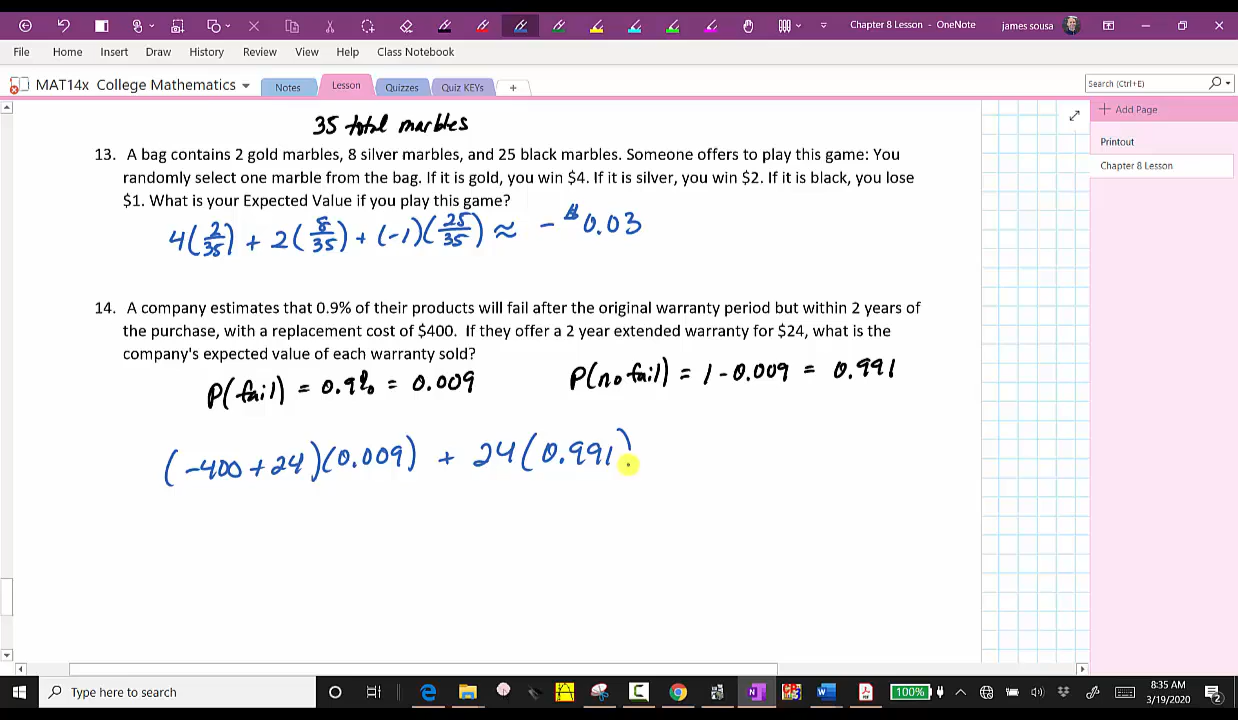 Chapter 8 Lesson - OneNote
james sousa
File Home Insert Draw History Review View Help Class Notebook
MAT14x College Mathematics Notes Lesson Quizzes Quiz KEYs + Search (Ctrl+E)
Add Page
Printout
Chapter 8 Lesson
35 total marbles
13. A bag contains 2 gold marbles, 8 silver marbles, and 25 black marbles. Someone offers to play this game: You
randomly select one marble from the bag. If it is gold, you win $4. If it is silver, you win $2. If it is black, you lose
$1. What is your Expected Value if you play this game?
4(2/35) + 2(8/35) + (-1)(25/35) ≈ -$0.03
14. A company estimates that 0.9% of their products will fail after the original warranty period but within 2 years of
the purchase, with a replacement cost of $400. If they offer a 2 year extended warranty for $24, what is the
company's expected value of each warranty sold?
P(fail) = 0.9% = 0.009 P(no fail) = 1 - 0.009 = 0.991
(-400 + 24)(0.009) + 24(0.991)
Type here to search
100%
8:35 AM
3/19/2020
2